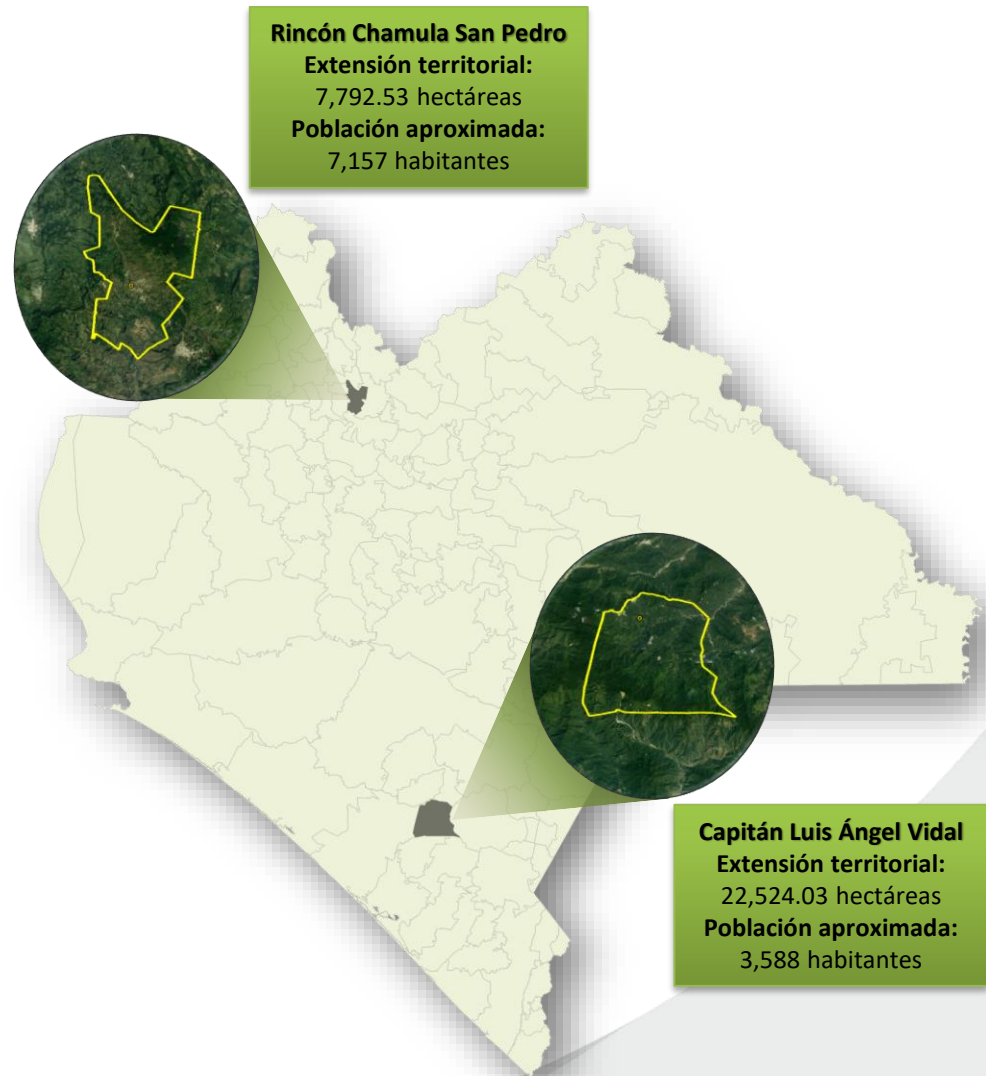 Rincón Chamula San Pedro
Extensión territorial:
7,792.53 hectáreas
Población aproximada:
7,157 habitantes
Capitán Luis Ángel Vidal
Extensión territorial:
22,524.03 hectáreas
Población aproximada:
3,588 habitantes